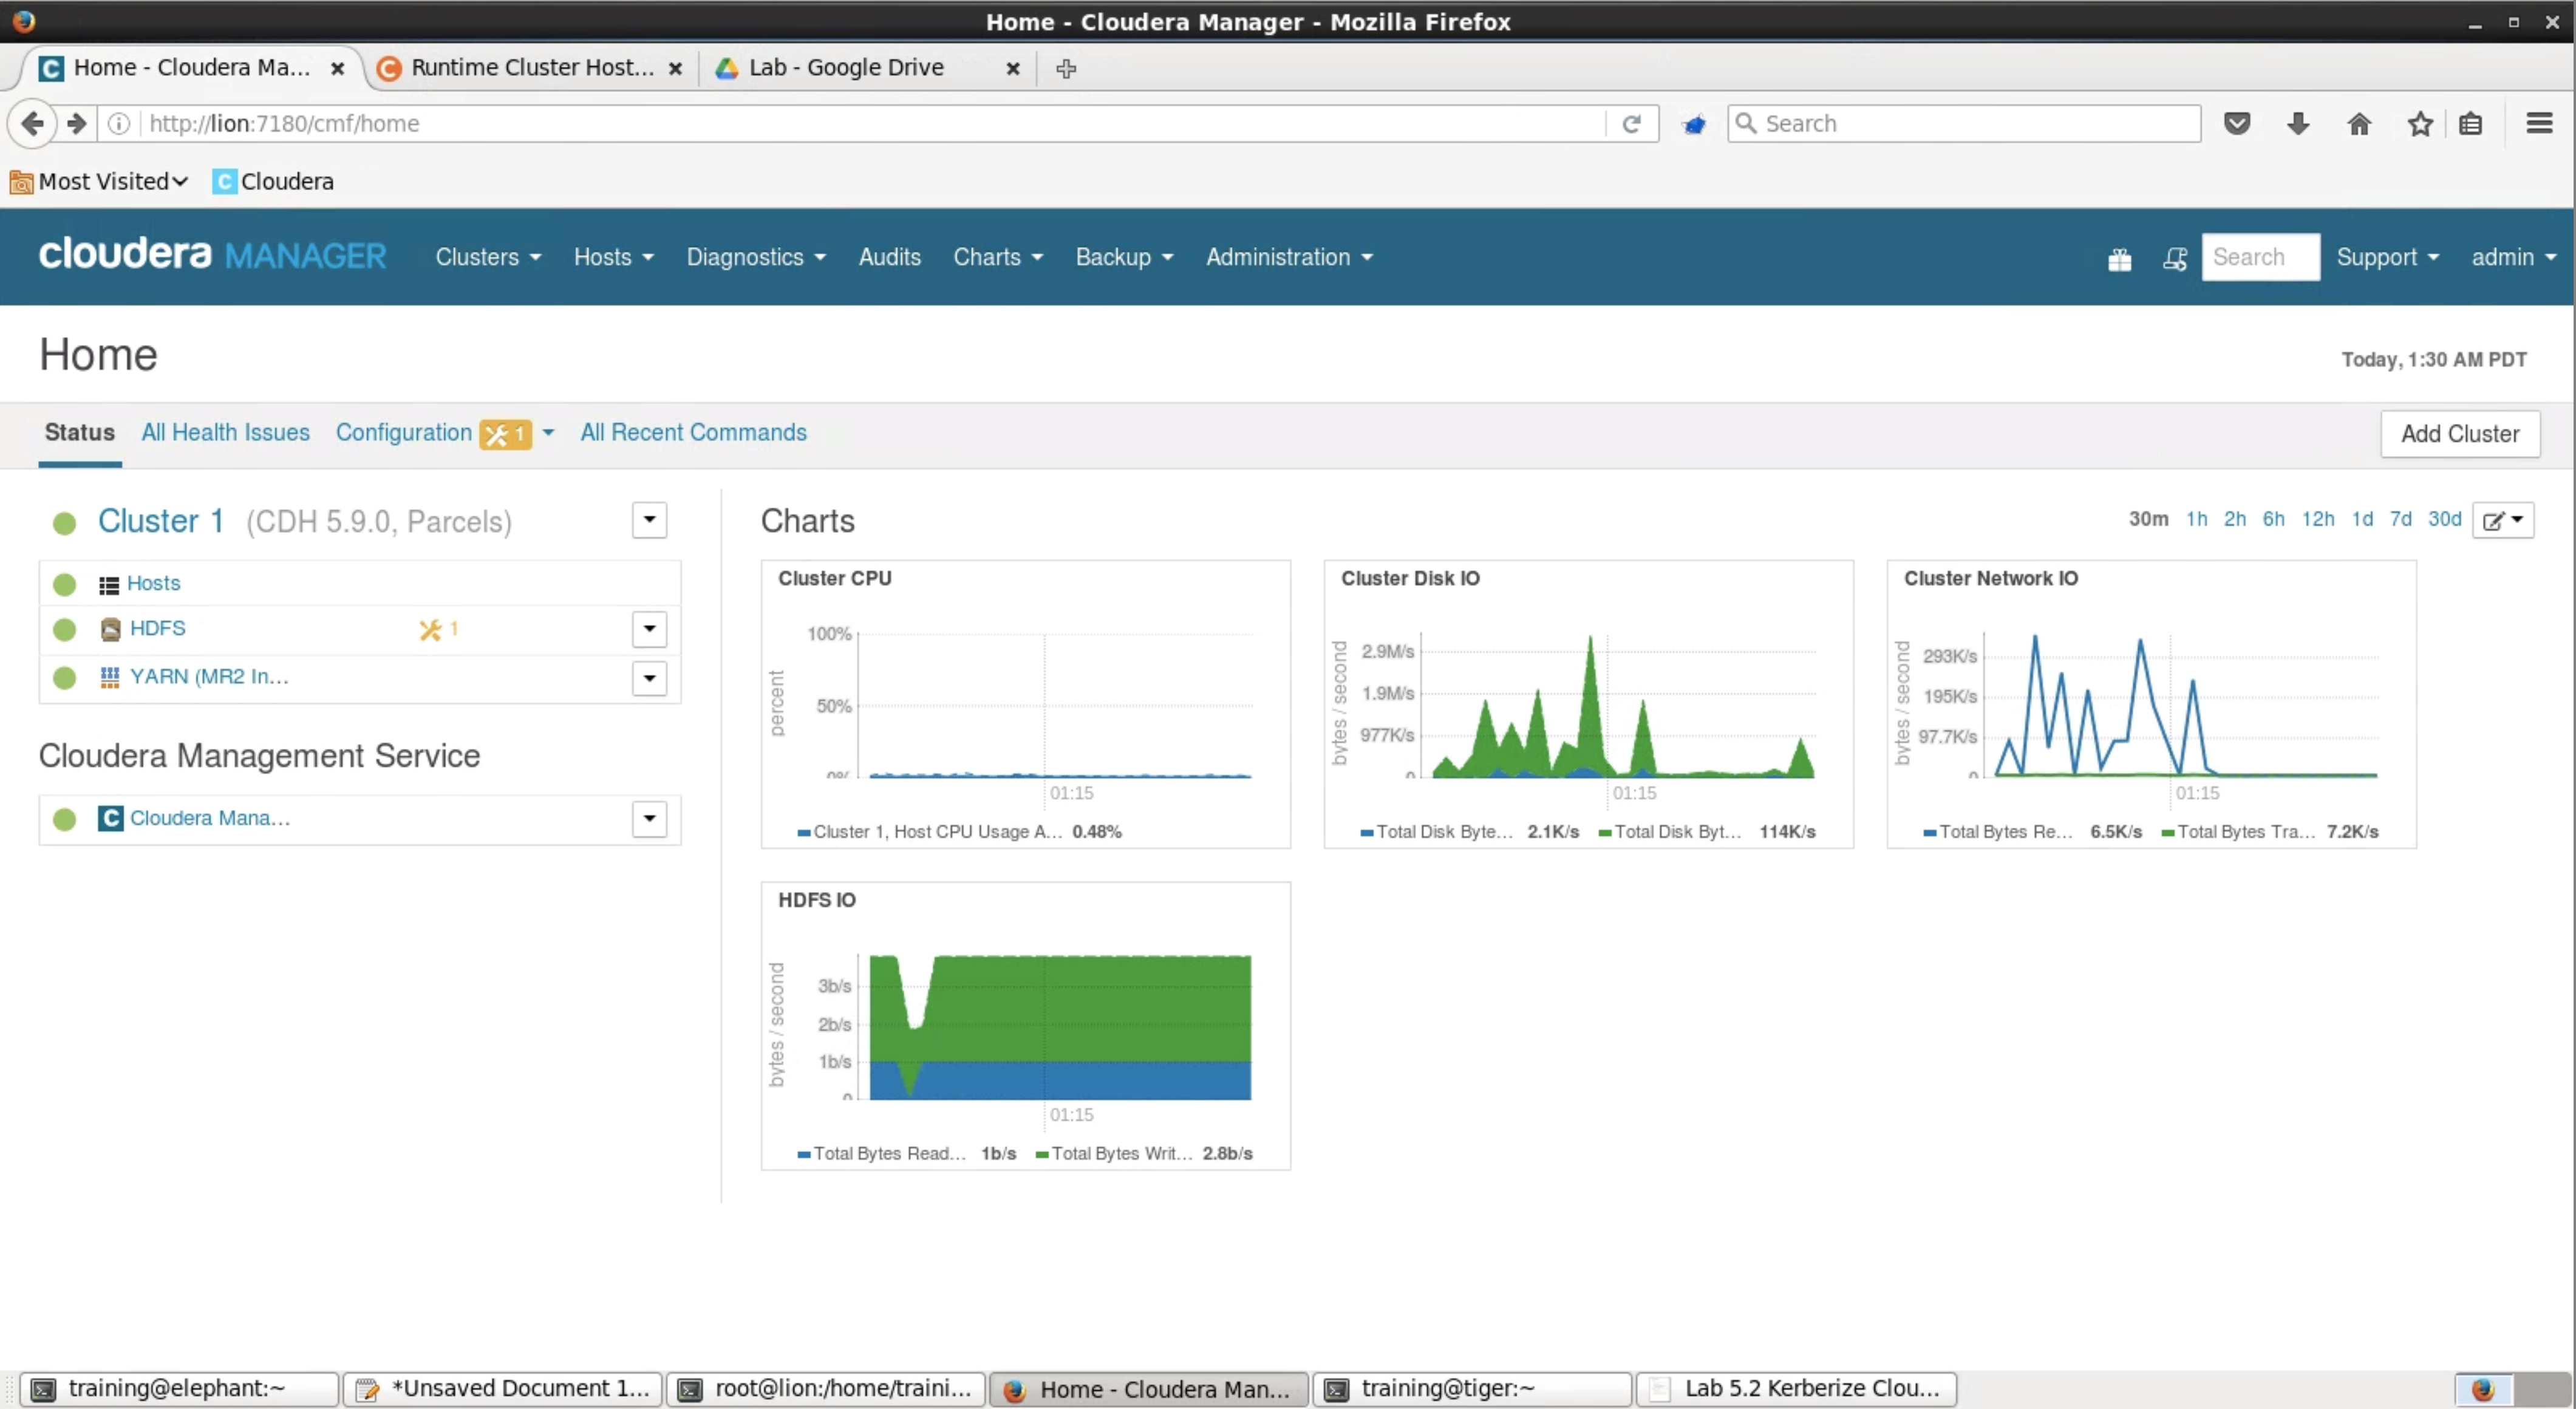 Home - Cloudera Manager - Mozilla Firefox
Home - Cloudera Ma... Runtime Cluster Host... Lab - Google Drive
http://lion:7180/cmf/home Search
Most Visited Cloudera
cloudera MANAGER Clusters Hosts Diagnostics Audits Charts Backup Administration Search Support admin
Home
Today, 1:30 AM PDT
Status All Health Issues Configuration 1 All Recent Commands Add Cluster
Cluster 1 (CDH 5.9.0, Parcels)
Hosts
HDFS 1
YARN (MR2 In...
Cloudera Management Service
Cloudera Mana...
Charts
30m 1h 2h 6h 12h 1d 7d 30d
Cluster CPU
percent
100%
50%
0%
01:15
Cluster 1, Host CPU Usage A... 0.48%
Cluster Disk IO
bytes / second
2.9M/s
1.9M/s
977K/s
0
01:15
Total Disk Byte... 2.1K/s Total Disk Byt... 114K/s
Cluster Network IO
bytes / second
293K/s
195K/s
97.7K/s
0
01:15
Total Bytes Re... 6.5K/s Total Bytes Tra... 7.2K/s
HDFS IO
bytes / second
3b/s
2b/s
1b/s
0
01:15
Total Bytes Read... 1b/s Total Bytes Writ... 2.8b/s
training@elephant:~ *Unsaved Document 1... root@lion:/home/traini... Home - Cloudera Man... training@tiger:~ Lab 5.2 Kerberize Clou...